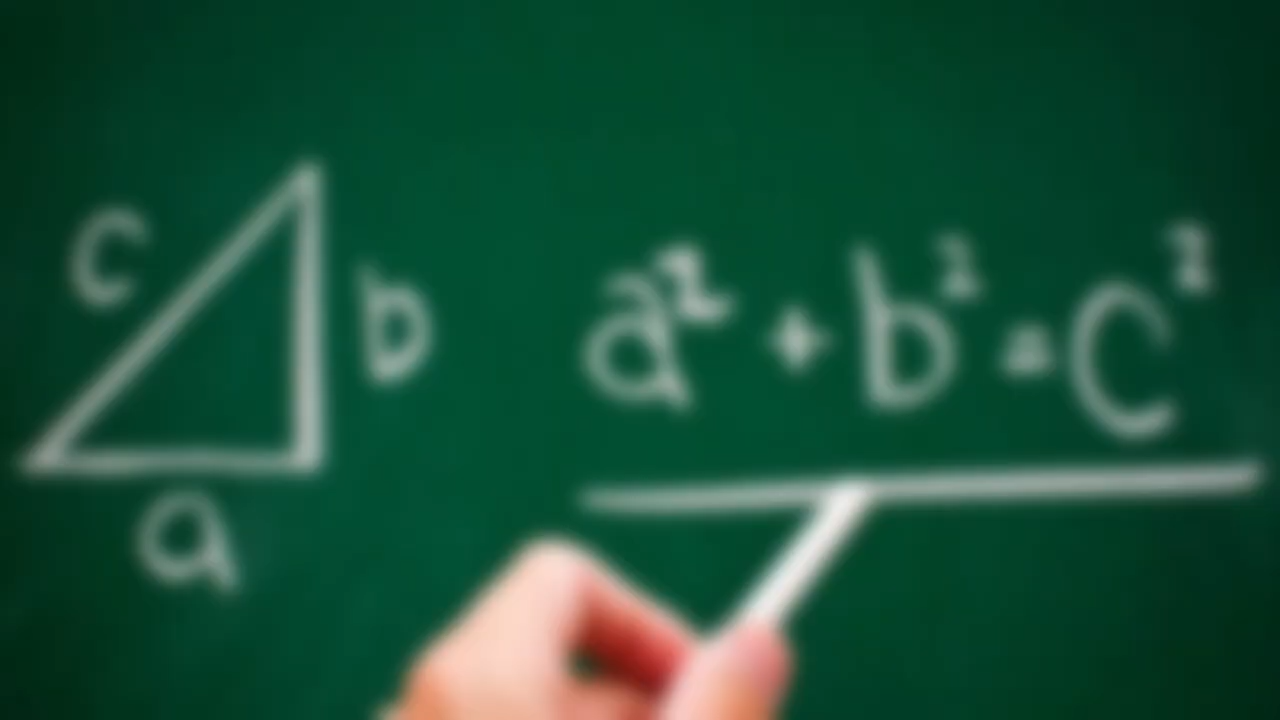 c
b
a² + b² = c²
a